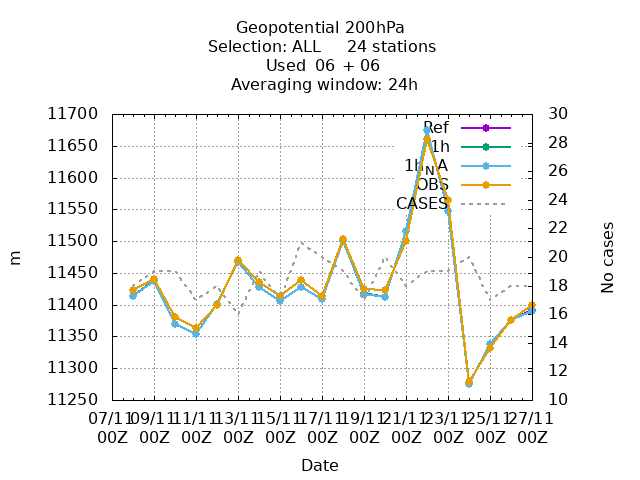 Geopotential 200hPa
Selection: ALL 24 stations
Used 06 + 06
Averaging window: 24h
11700
11650
11600
11550
11500
11450
11400
11350
11300
11250
m
30
28
26
24
22
20
18
16
14
12
10
No cases
Ref
1h
1h_NA
OBS
CASES
07/11 09/11 11/11 13/11 15/11 17/11 19/11 21/11 23/11 25/11 27/11
00Z 00Z 00Z 00Z 00Z 00Z 00Z 00Z 00Z 00Z 00Z
Date